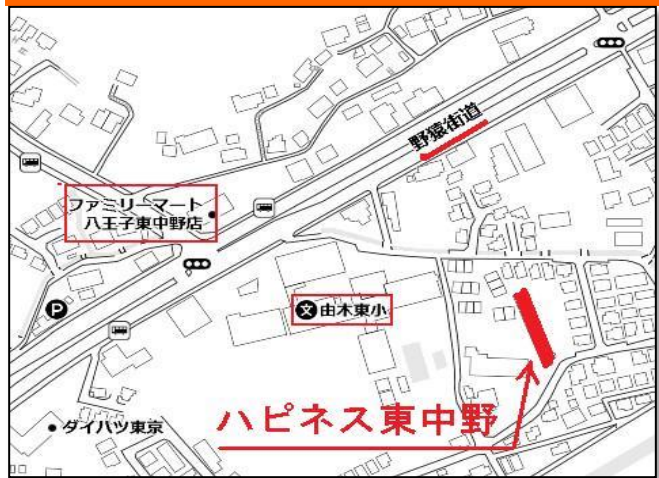 野猿街道
ファミリーマート
八王子東中野店
P
文由木東小
ハピネス東中野
ダイハツ東京